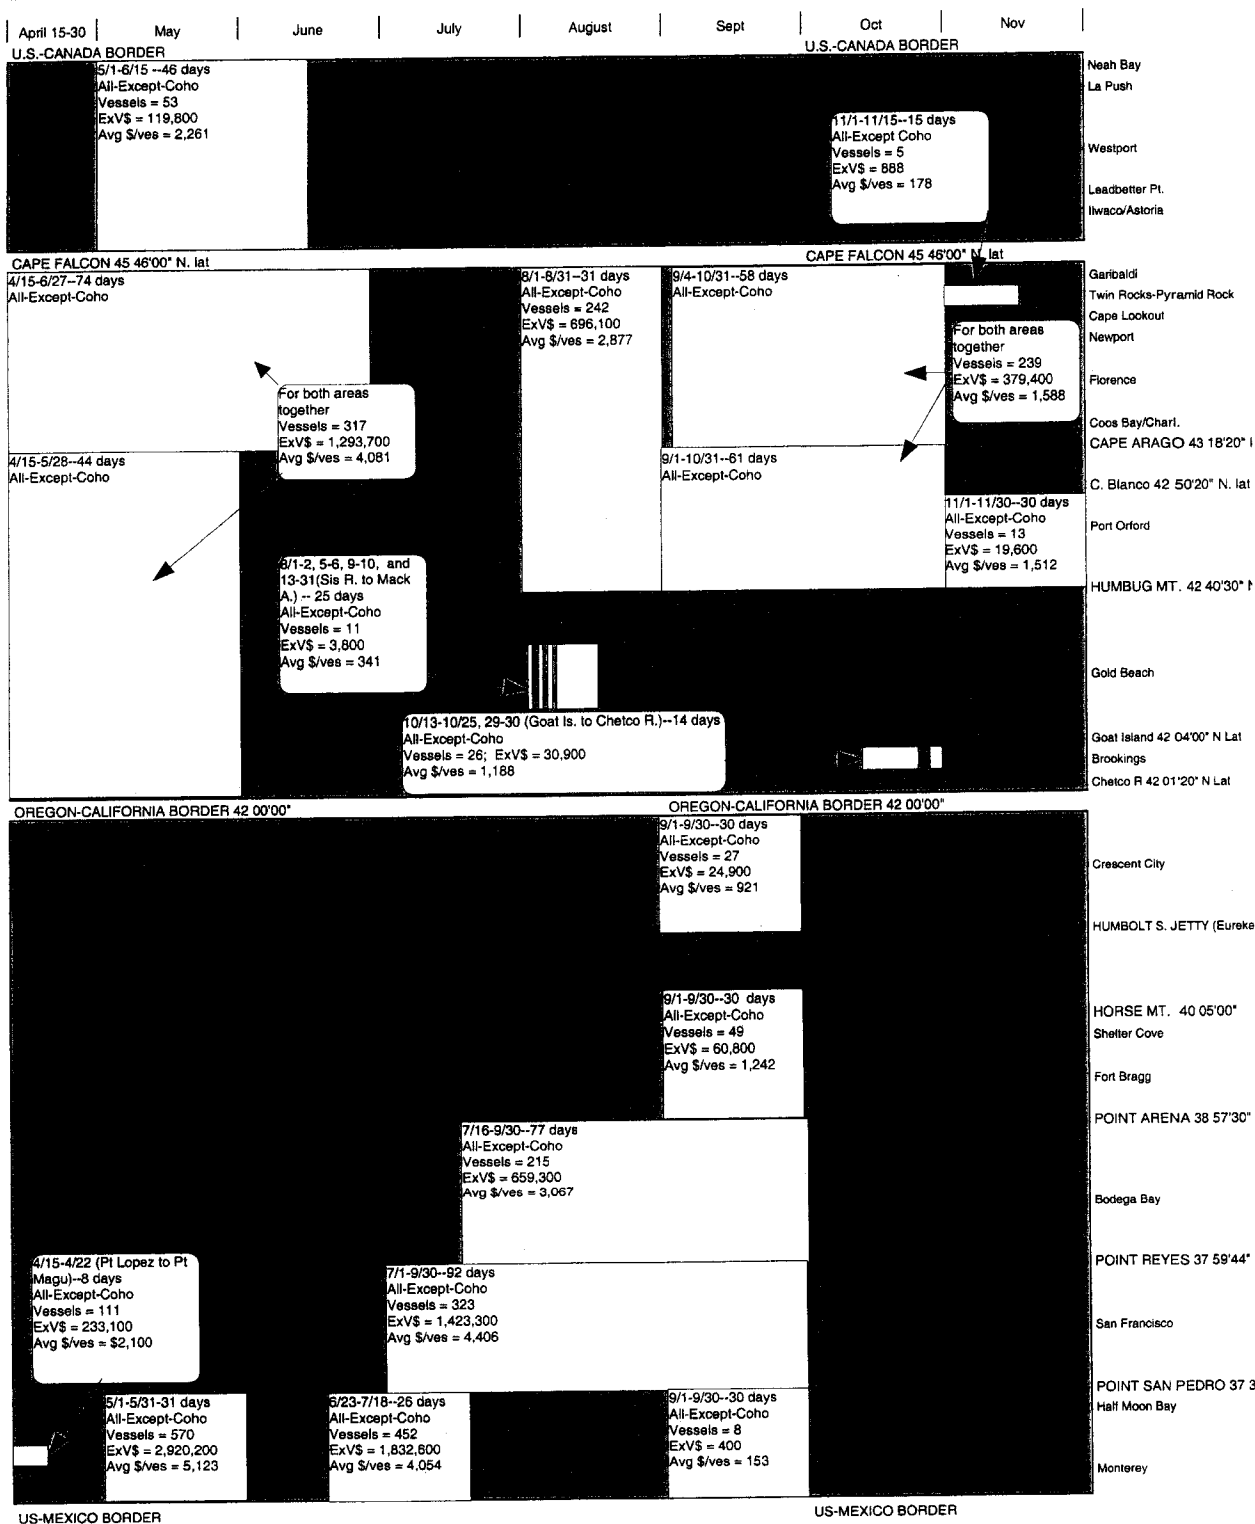 April 15-30 May June July August Sept Oct Nov
U.S.-CANADA BORDER U.S.-CANADA BORDER
5/1-6/15 --46 days
All-Except-Coho
Vessels = 53
ExV$ = 119,800
Avg $/ves = 2,261
11/1-11/15--15 days
All-Except Coho
Vessels = 5
ExV$ = 888
Avg $/ves = 178
Neah Bay
La Push
Westport
Leadbetter Pt.
Ilwaco/Astoria
CAPE FALCON 45 46'00" N. lat CAPE FALCON 45 46'00" N. lat
4/15-6/27--74 days
All-Except-Coho
8/1-8/31--31 days
All-Except-Coho
Vessels = 242
ExV$ = 696,100
Avg $/ves = 2,877
9/4-10/31--58 days
All-Except-Coho
For both areas
together
Vessels = 239
ExV$ = 379,400
Avg $/ves = 1,588
For both areas
together
Vessels = 317
ExV$ = 1,293,700
Avg $/ves = 4,081
Garibaldi
Twin Rocks-Pyramid Rock
Cape Lookout
Newport
Florence
Coos Bay/Charl.
CAPE ARAGO 43 18'20"
C. Blanco 42 50'20" N. lat
Port Orford
HUMBUG MT. 42 40'30"
4/15-5/28--44 days
All-Except-Coho
9/1-10/31--61 days
All-Except-Coho
11/1-11/30--30 days
All-Except-Coho
Vessels = 13
ExV$ = 19,600
Avg $/ves = 1,512
8/1-2, 5-6, 9-10, and
13-31(Sis R. to Mack
A.) -- 25 days
All-Except-Coho
Vessels = 11
ExV$ = 3,800
Avg $/ves = 341
10/13-10/25, 29-30 (Goat Is. to Chetco R.)--14 days
All-Except-Coho
Vessels = 26; ExV$ = 30,900
Avg $/ves = 1,188
Gold Beach
Goat Island 42 04'00" N Lat
Brookings
Chetco R 42 01'20" N Lat
OREGON-CALIFORNIA BORDER 42 00'00" OREGON-CALIFORNIA BORDER 42 00'00"
9/1-9/30--30 days
All-Except-Coho
Vessels = 27
ExV$ = 24,900
Avg $/ves = 921
Crescent City
HUMBOLT S. JETTY (Eureke
9/1-9/30--30 days
All-Except-Coho
Vessels = 49
ExV$ = 60,800
Avg $/ves = 1,242
HORSE MT. 40 05'00"
Shelter Cove
Fort Bragg
POINT ARENA 38 57'30"
7/16-9/30--77 days
All-Except-Coho
Vessels = 215
ExV$ = 659,300
Avg $/ves = 3,067
Bodega Bay
POINT REYES 37 59'44"
4/15-4/22 (Pt Lopez to Pt
Magu)--8 days
All-Except-Coho
Vessels = 111
ExV$ = 233,100
Avg $/ves = $2,100
7/1-9/30--92 days
All-Except-Coho
Vessels = 323
ExV$ = 1,423,300
Avg $/ves = 4,406
San Francisco
POINT SAN PEDRO 37
Half Moon Bay
5/1-5/31-31 days
All-Except-Coho
Vessels = 570
ExV$ = 2,920,200
Avg $/ves = 5,123
6/23-7/18--26 days
All-Except-Coho
Vessels = 452
ExV$ = 1,832,600
Avg $/ves = 4,054
9/1-9/30--30 days
All-Except-Coho
Vessels = 8
ExV$ = 400
Avg $/ves = 153
Monterey
US-MEXICO BORDER US-MEXICO BORDER